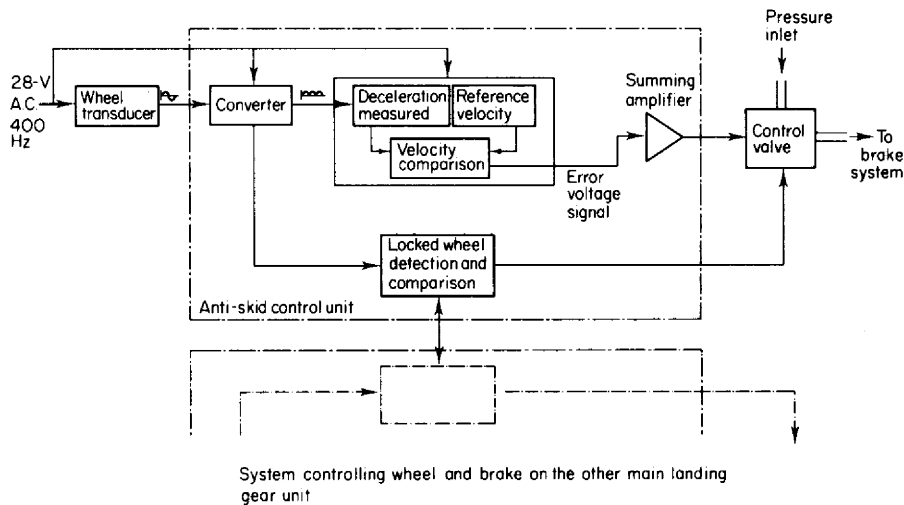 Pressure
inlet
28-V
A.C.
400
Hz
Wheel
transducer
Converter
Deceleration
measured
Reference
velocity
Velocity
comparison
Summing
amplifier
Error
voltage
signal
Control
valve
To
brake
system
Locked wheel
detection and
comparison
Anti-skid control unit
System controlling wheel and brake on the other main landing
gear unit